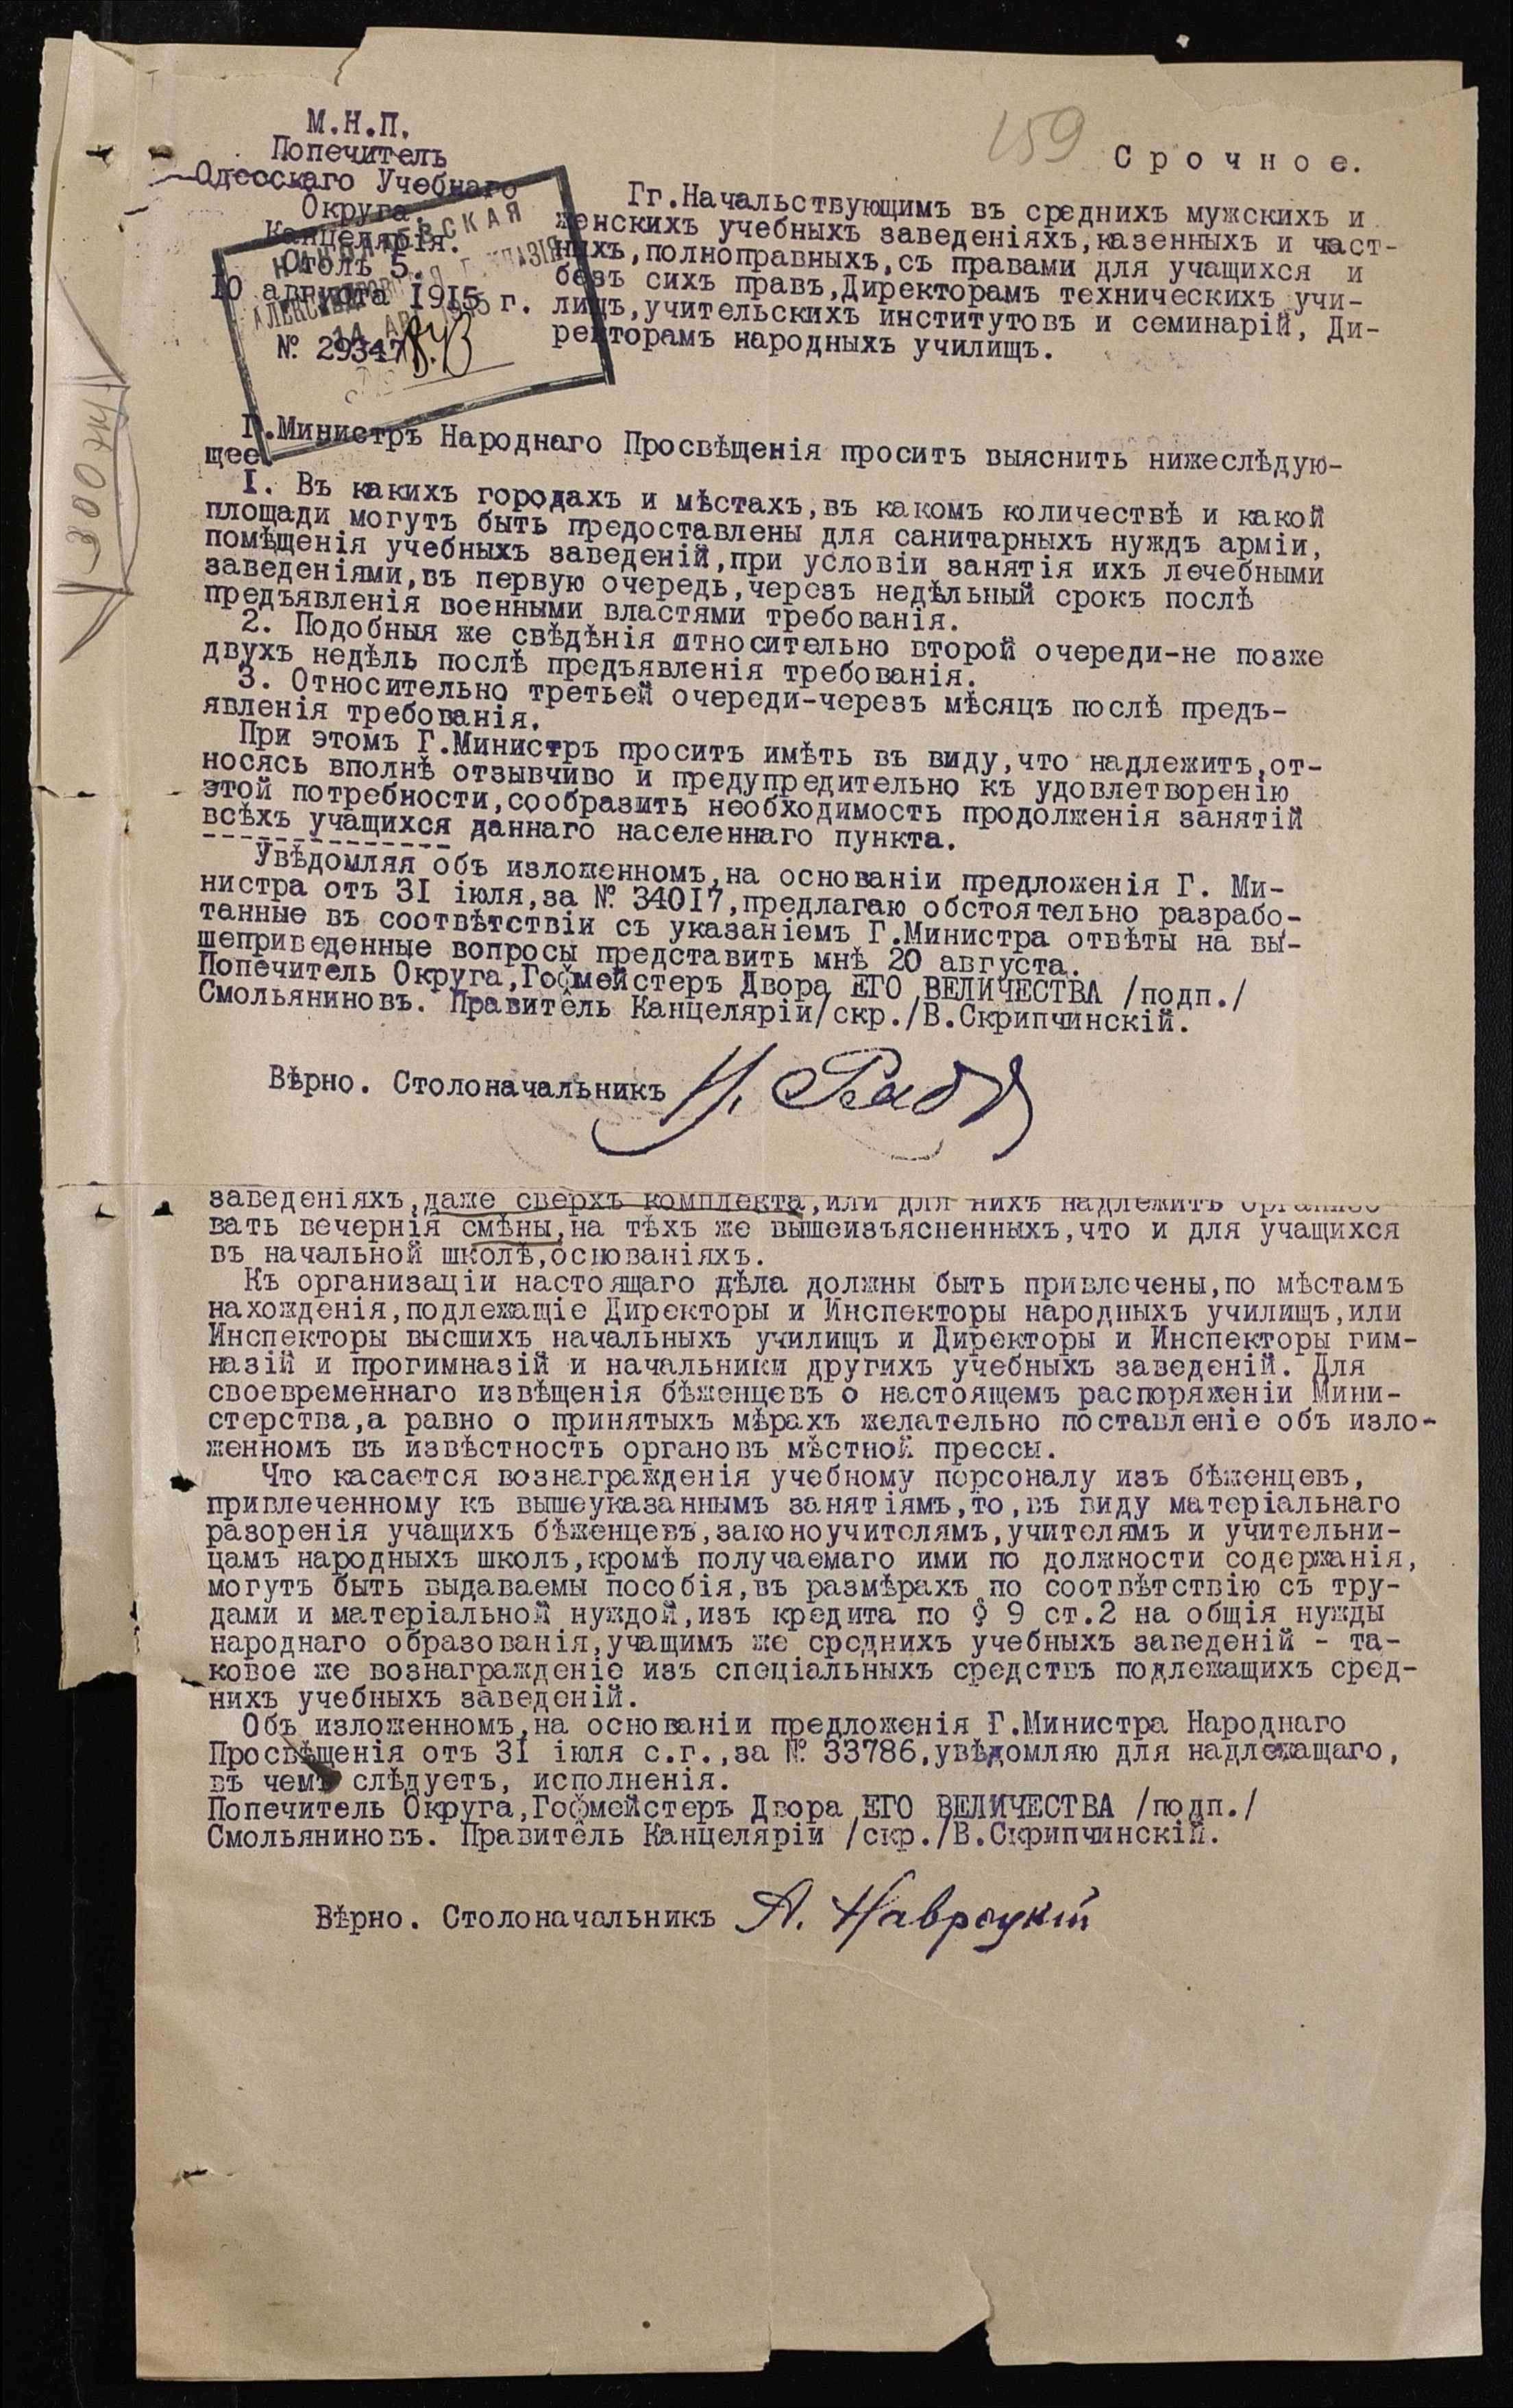 М.Н.П.
Попечитель
Одесскаго Учебнаго
Округа.
Канцелярія.
Столъ 5.
10 августа 1915 г.
№ 29347
159
Срочное.
Гг.Начальствующимъ въ среднихъ мужскихъ и
женскихъ учебныхъ заведеніяхъ,казенныхъ и част-
ныхъ,полноправныхъ,съ правами для учащихся и
безъ сихъ правъ,Директорамъ техническихъ учи-
лищъ,учительскихъ институтовъ и семинарій, Ди-
ректорамъ народныхъ училищъ.
Г.Министръ Народнаго Просвѣщенія проситъ выяснить нижеслѣдую-
щее.
I. Въ какихъ городахъ и мѣстахъ,въ какомъ количествѣ и какой
площади могутъ быть предоставлены для санитарныхъ нуждъ арміи,
помѣщенія учебныхъ заведеній,при условіи занятія ихъ лечебными
заведеніями,въ первую очередь,черезъ недѣльный срокъ послѣ
предъявленія военными властями требованія.
2. Подобныя же свѣдѣнія относительно второй очереди-не позже
двухъ недѣль послѣ предъявленія требованія.
3. Относительно третьей очереди-черезъ мѣсяцъ послѣ предъ-
явленія требованія.
При этомъ Г.Министръ проситъ имѣть въ виду,что надлежитъ,от-
носясь вполнѣ отзывчиво и предупредительно къ удовлетворенію
этой потребности,сообразить необходимость продолженія занятій
всѣхъ учащихся даннаго населеннаго пункта.
Увѣдомляя объ изложенномъ,на основаніи предложенія Г. Ми-
нистра отъ 3I іюля,за № 340I7,предлагаю обстоятельно разрабо-
танные въ соотвѣтствіи съ указаніемъ Г.Министра отвѣты на вы-
шеприведенные вопросы представить мнѣ 20 августа.
Попечитель Округа,Гофмейстеръ Двора ЕГО ВЕЛИЧЕСТВА /подп./
Смольяниновъ. Правитель Канцеляріи/скр./В.Скрипчинскій.
Вѣрно. Столоначальникъ
заведеніяхъ,даже сверхъ комплекта,или для нихъ надлежитъ организо
вать вечернія смѣны,на тѣхъ же вышеизъясненныхъ,что и для учащихся
въ начальной школѣ,основаніяхъ.
Къ организаціи настоящаго дѣла должны быть привлечены,по мѣстамъ
нахожденія,подлежащіе Директоры и Инспекторы народныхъ училищъ,или
Инспекторы высшихъ начальныхъ училищъ и Директоры и Инспекторы гим-
назій и прогимназій и начальники другихъ учебныхъ заведеній. Для
своевременнаго извѣщенія бѣженцевъ о настоящемъ распоряженіи Мини-
стерства,а равно о принятыхъ мѣрахъ желательно поставленіе объ изло-
женномъ въ извѣстность органовъ мѣстной прессы.
Что касается вознагражденія учебному персоналу изъ бѣженцевъ,
привлеченному къ вышеуказаннымъ занятіямъ,то,въ виду матеріальнаго
разоренія учащихъ бѣженцевъ,законоучителямъ,учителямъ и учительни-
цамъ народныхъ школъ,кромѣ получаемаго ими по должности содержанія,
могутъ быть выдаваемы пособія,въ размѣрахъ по соотвѣтствію съ тру-
дами и матеріальной нуждой,изъ кредита по § 9 ст.2 на общія нужды
народнаго образованія,учащимъ же среднихъ учебныхъ заведеній - та-
ковое же вознагражденіе изъ спеціальныхъ средствъ подлежащихъ сред-
нихъ учебныхъ заведеній.
Объ изложенномъ,на основаніи предложенія Г.Министра Народнаго
Просвѣщенія отъ 3I іюля с.г.,за № 33786,увѣдомляю для надлежащаго,
въ чемъ слѣдуетъ, исполненія.
Попечитель Округа,Гофмейстеръ Двора ЕГО ВЕЛИЧЕСТВА /подп./
Смольяниновъ. Правитель Канцеляріи /скр./В.Скрипчинскій.
Вѣрно. Столоначальникъ А. Навроцкій